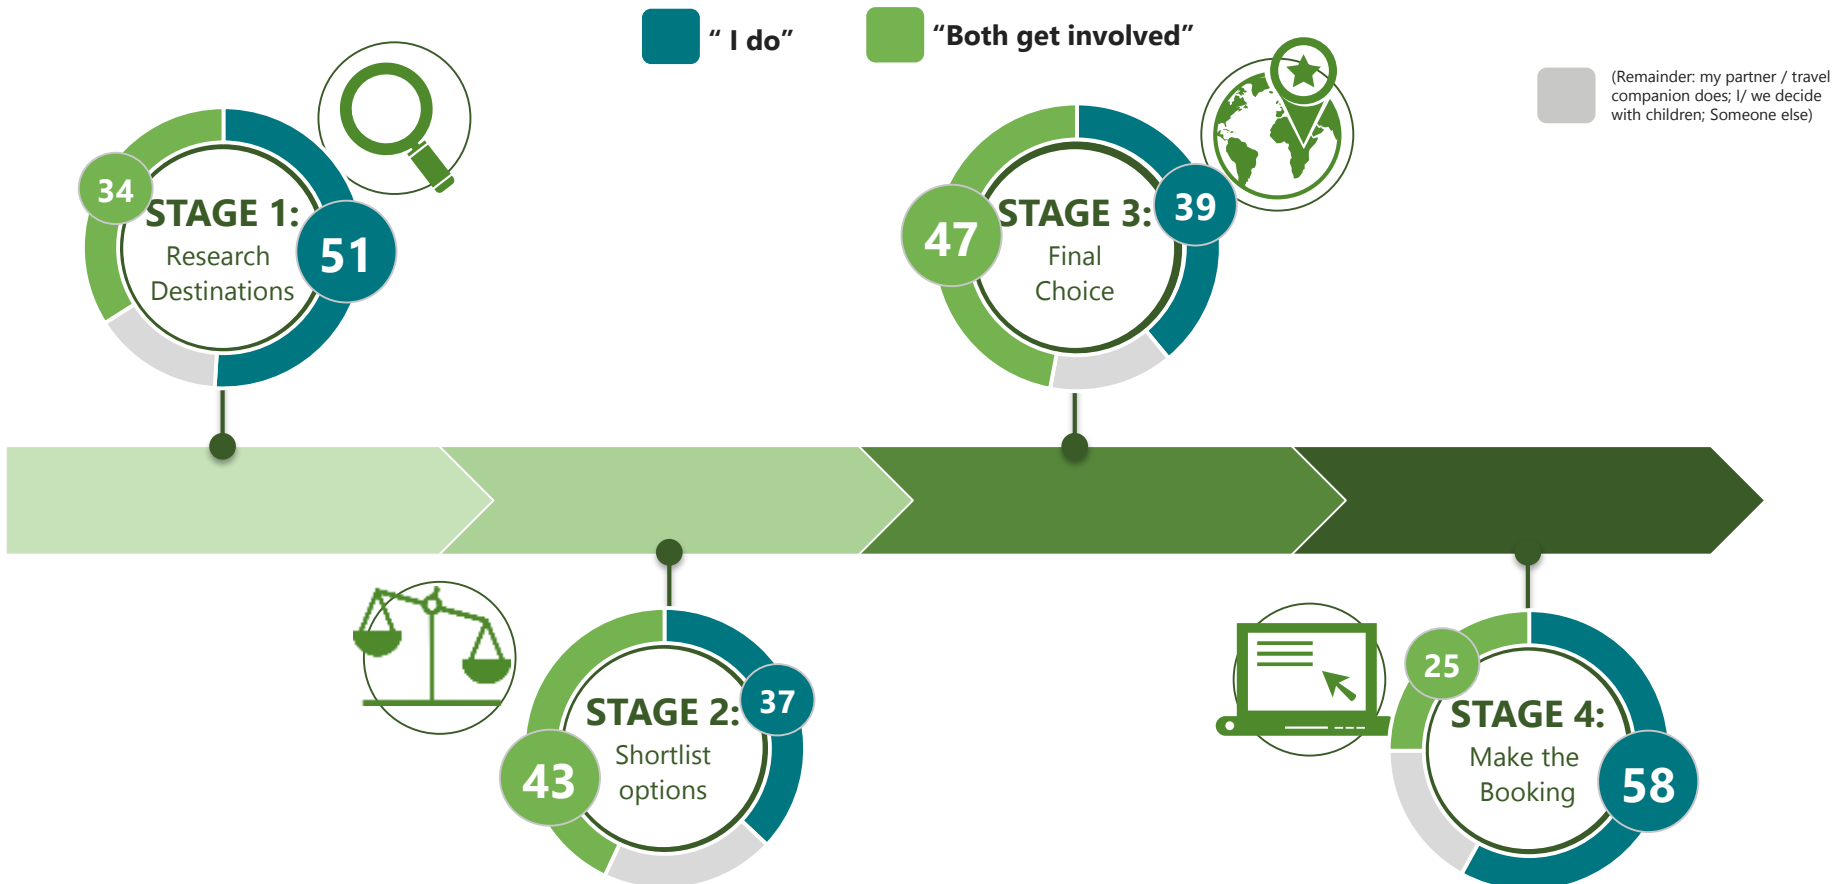 “ I do”
“Both get involved”
(Remainder: my partner / travel
companion does; I/ we decide
with children; Someone else)
34
STAGE 1:
Research
Destinations
51
47
STAGE 3:
Final
Choice
39
43
STAGE 2:
Shortlist
options
37
25
STAGE 4:
Make the
Booking
58